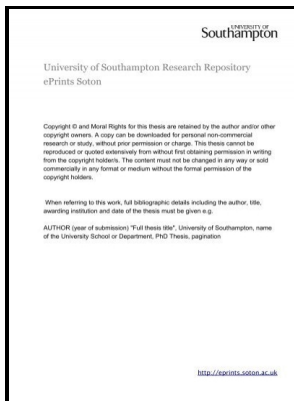 UNIVERSITY OF
Southampton
University of Southampton Research Repository
ePrints Soton
Copyright © and Moral Rights for this thesis are retained by the author and/or other
copyright owners. A copy can be downloaded for personal non-commercial
research or study, without prior permission or charge. This thesis cannot be
reproduced or quoted extensively from without first obtaining permission in writing
from the copyright holder/s. The content must not be changed in any way or sold
commercially in any format or medium without the formal permission of the
copyright holders.
When referring to this work, full bibliographic details including the author, title,
awarding institution and date of the thesis must be given e.g.
AUTHOR (year of submission) "Full thesis title", University of Southampton, name
of the University School or Department, PhD Thesis, pagination
http://eprints.soton.ac.uk